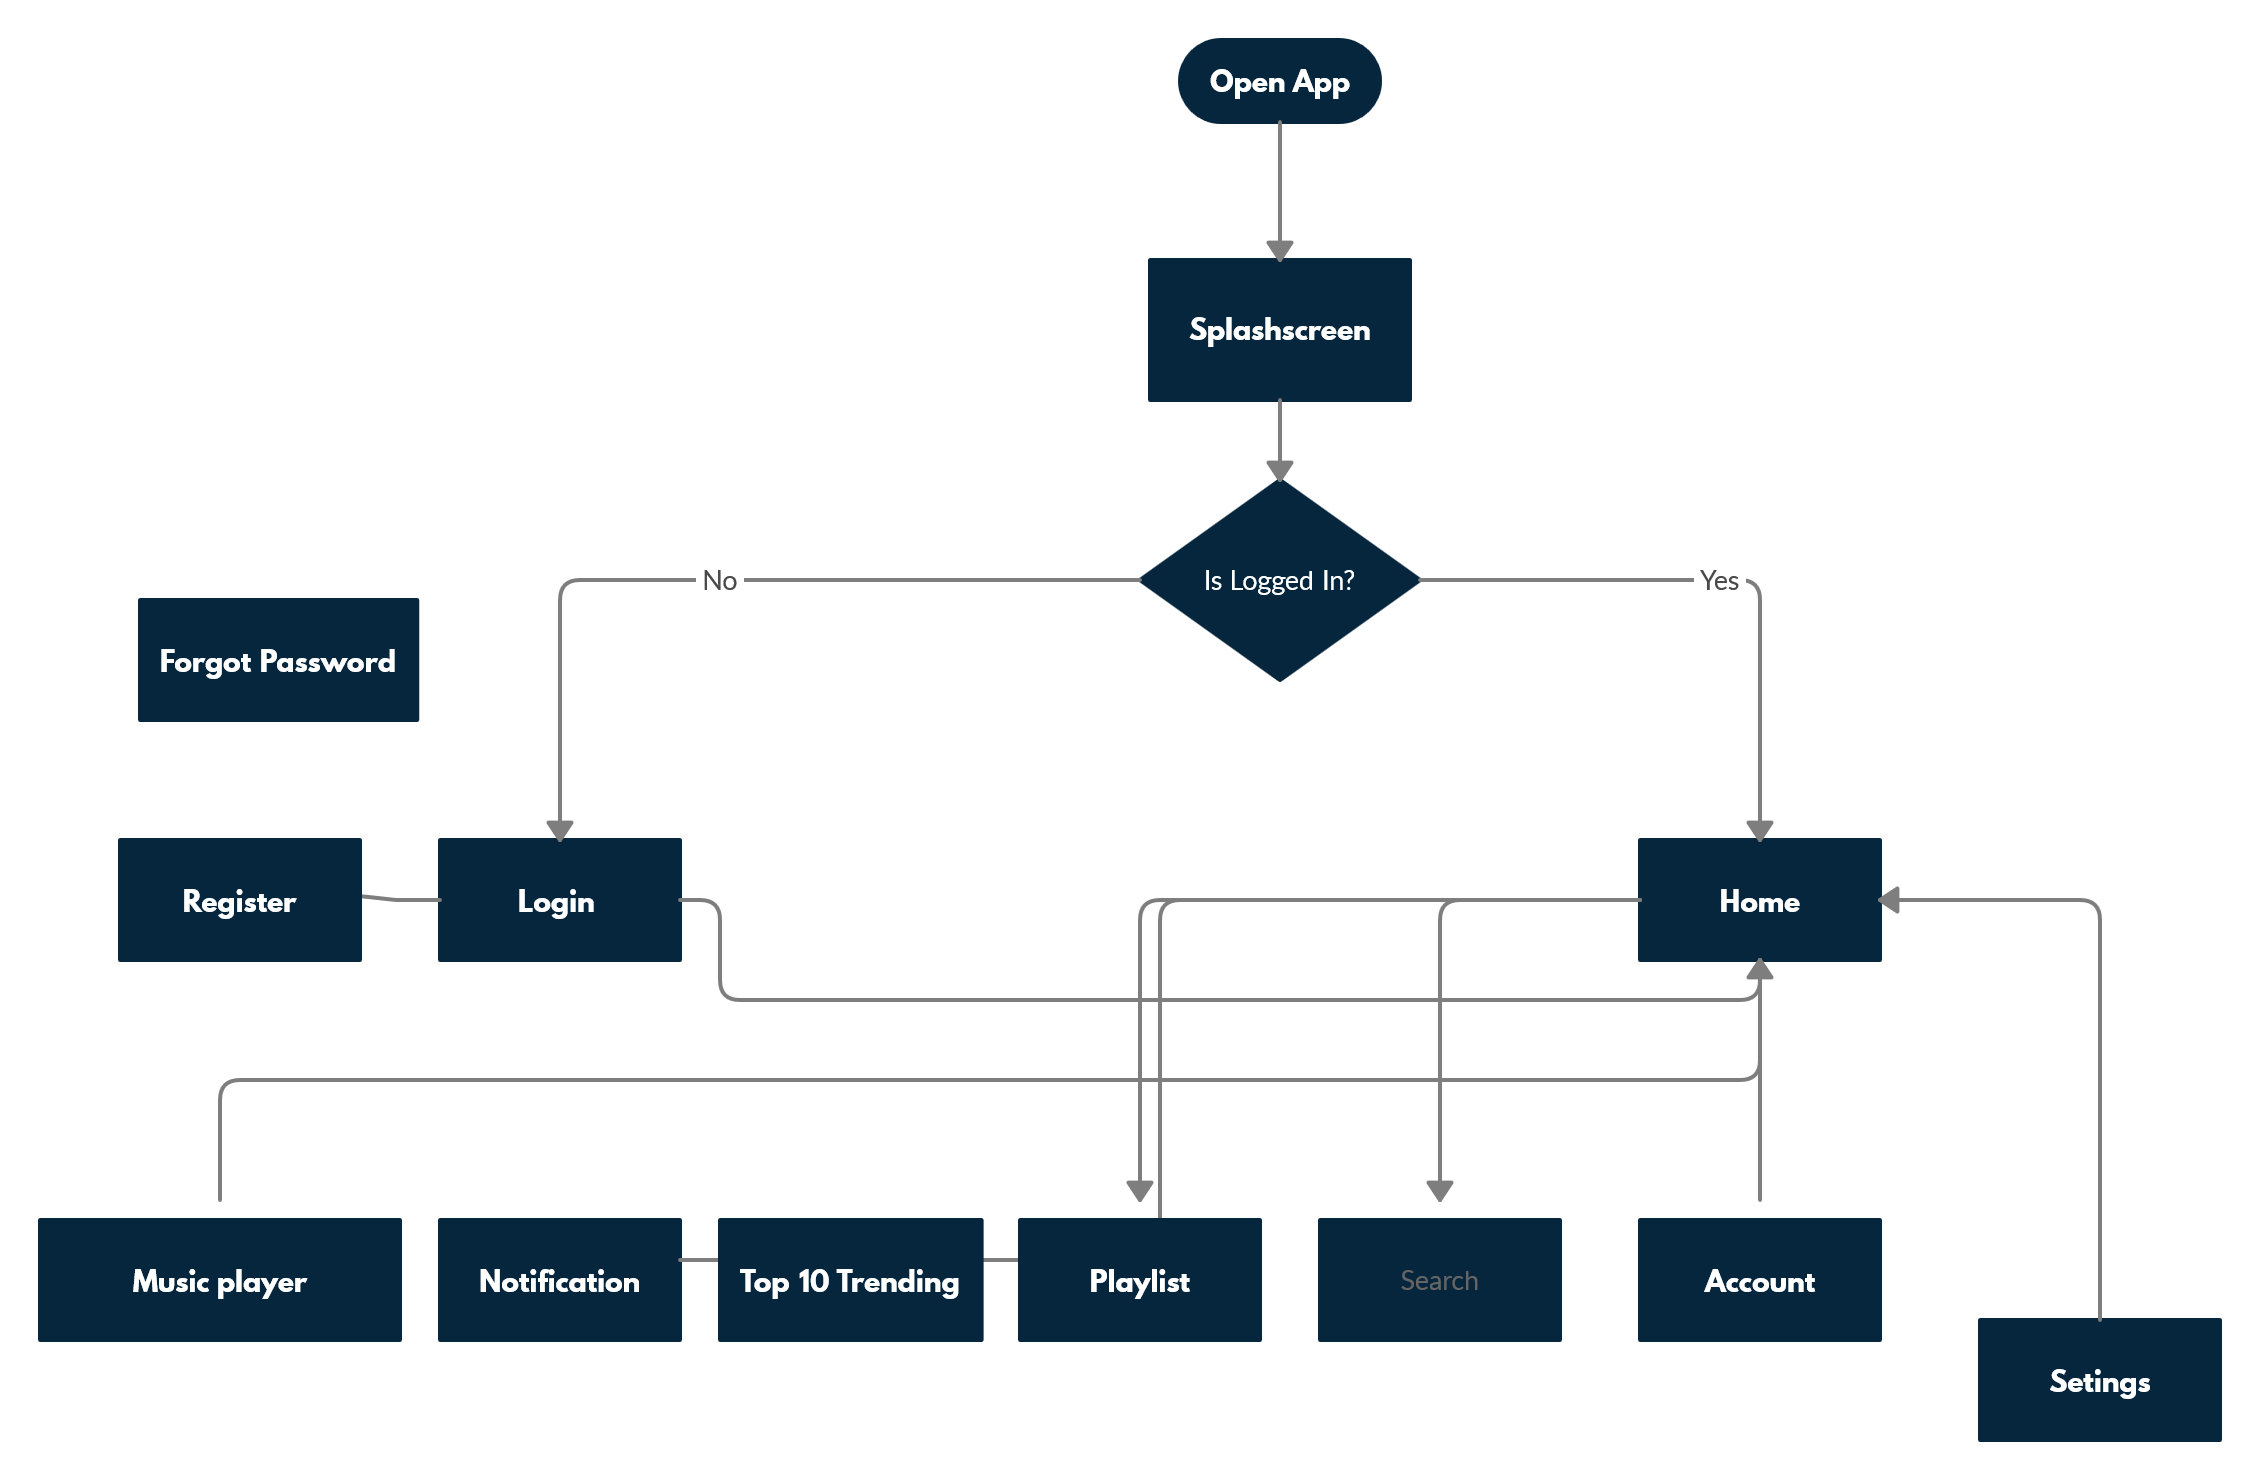 Open App
Splashscreen
Is Logged In?
No
Yes
Forgot Password
Register
Login
Home
Music player
Notification
Top 10 Trending
Playlist
Search
Account
Setings